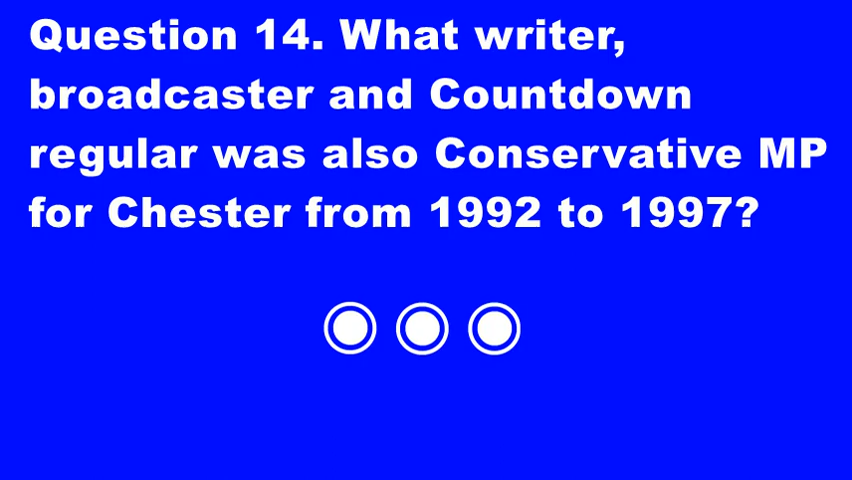 Question 14. What writer,
broadcaster and Countdown
regular was also Conservative MP
for Chester from 1992 to 1997?